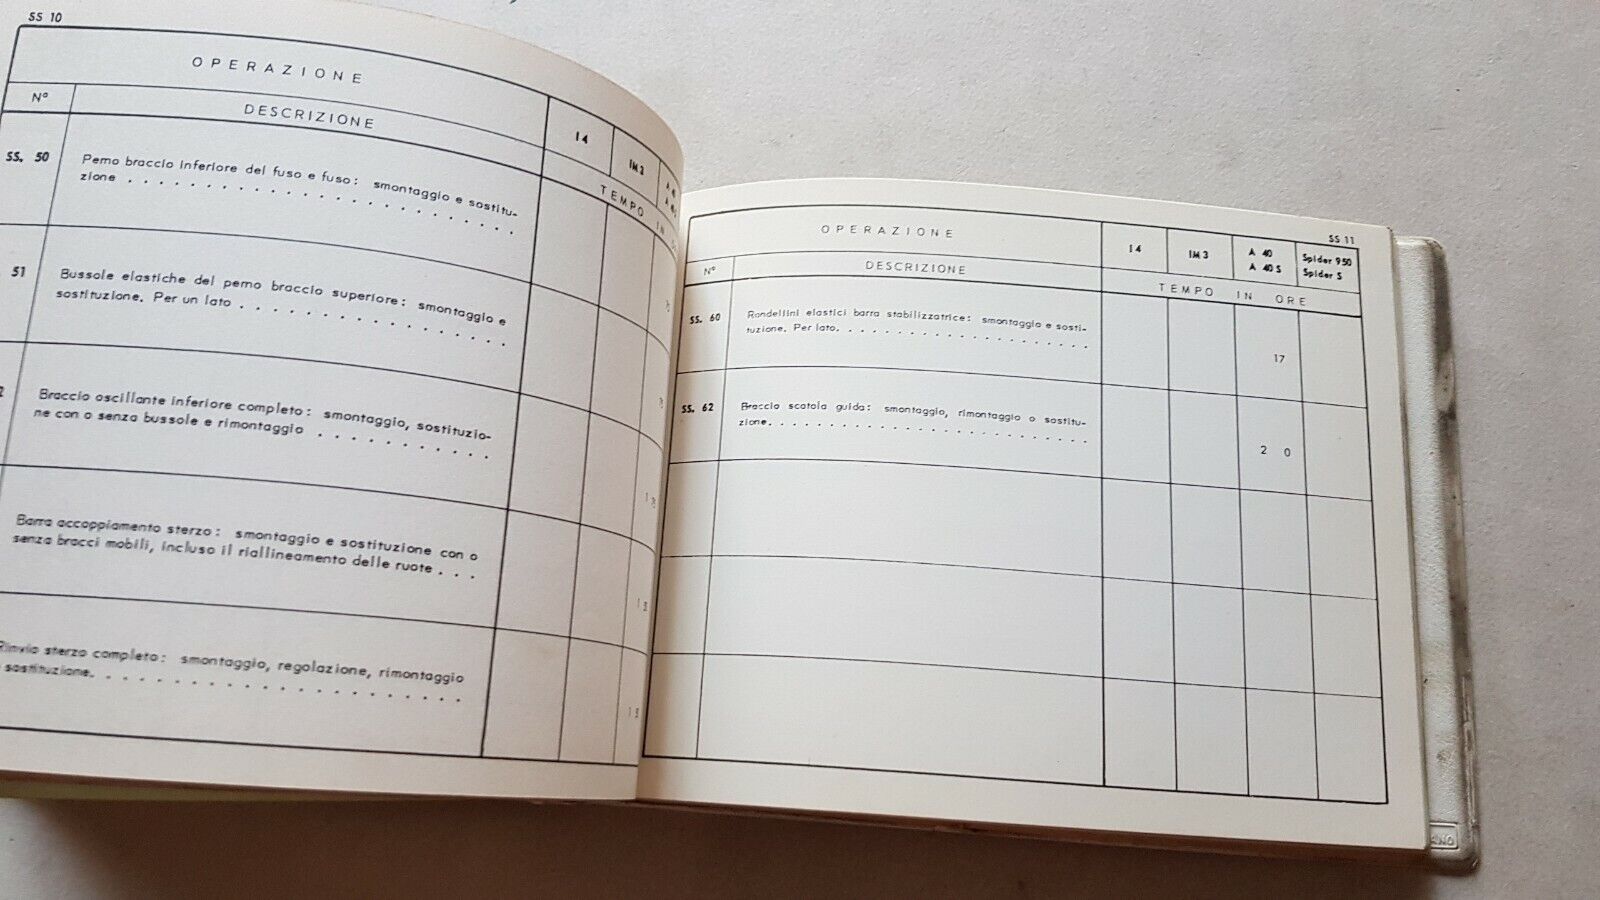 SS 10
OPERAZIONE
Nº
DESCRIZIONE
I 4
IM 3
TEMPO IN
SS. 50
Perno braccio inferiore del fuso e fuso: smontaggio e sostitu-
zione . . . . . . . . . . . . . . . . . . . . . . .
51
Bussole elastiche del perno braccio superiore: smontaggio e
sostituzione. Per un lato . . . . . . . . . . . . . . . .
Braccio oscillante inferiore completo: smontaggio, sostituzio-
ne con o senza bussole e rimontaggio . . . . . . . . . . .
Barra accoppiamento sterzo: smontaggio e sostituzione con o
senza bracci mobili, incluso il riallineamento delle ruote . . .
Rinvio sterzo completo: smontaggio, regolazione, rimontaggio
o sostituzione. . . . . . . . . . . . . . . . . . . . . .
SS 11
OPERAZIONE
Nº
DESCRIZIONE
I 4
IM 3
A 40
A 40 S
Spider 950
Spider S
TEMPO IN ORE
SS. 60
Rondellini elastici barra stabilizzatrice: smontaggio e sosti-
tuzione. Per lato. . . . . . . . . . . . . . . . . . . . . .
17
SS. 62
Braccio scatola guida: smontaggio, rimontaggio o sostitu-
zione. . . . . . . . . . . . . . . . . . . . . . . . . . .
2 0